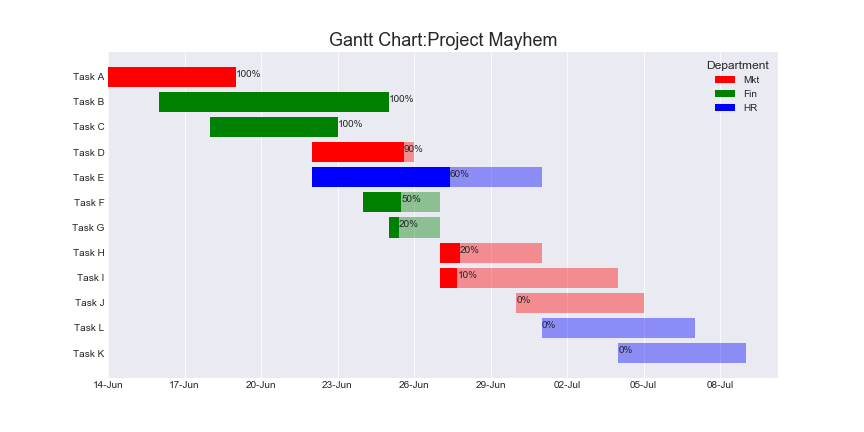 Gantt Chart:Project Mayhem
Department
Mkt
Fin
HR
Task A 100%
Task B 100%
Task C 100%
Task D 90%
Task E 60%
Task F 50%
Task G 20%
Task H 20%
Task I 10%
Task J 0%
Task L 0%
Task K 0%
14-Jun 17-Jun 20-Jun 23-Jun 26-Jun 29-Jun 02-Jul 05-Jul 08-Jul